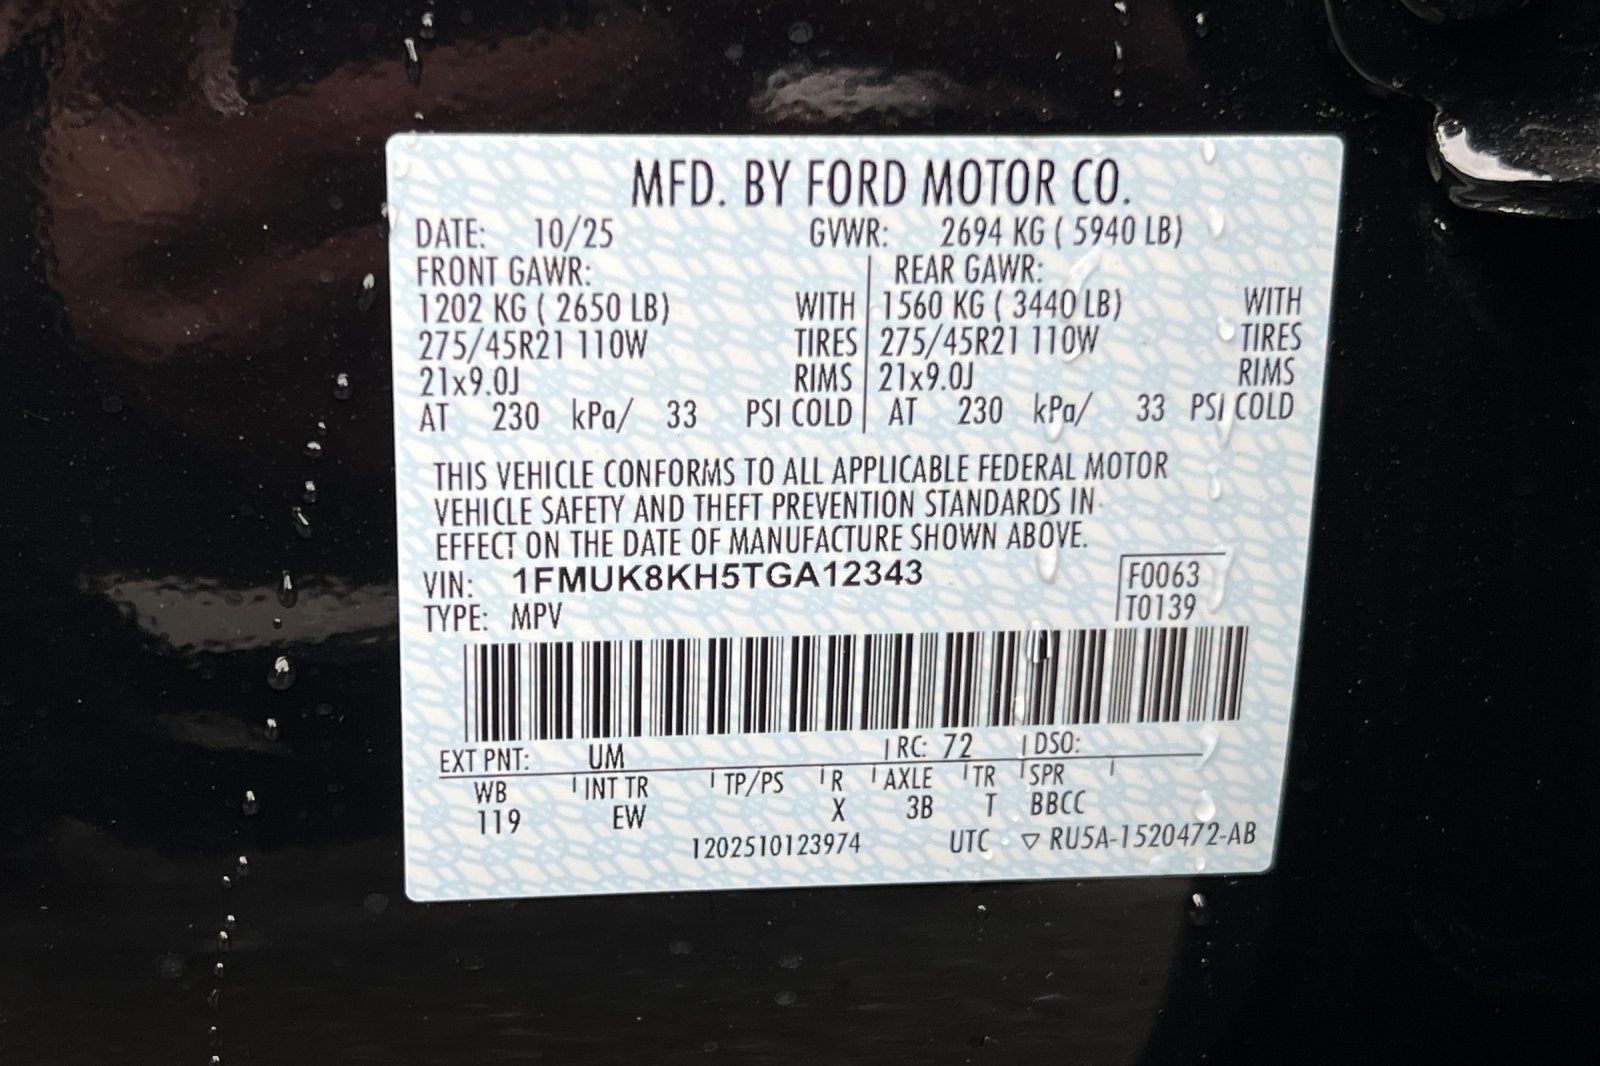 MFD. BY FORD MOTOR CO.
DATE: 10/25 GVWR: 2694 KG ( 5940 LB)
FRONT GAWR: REAR GAWR:
1202 KG ( 2650 LB) WITH 1560 KG ( 3440 LB) WITH
275/45R21 110W TIRES 275/45R21 110W TIRES
21x9.0J RIMS 21x9.0J RIMS
AT 230 kPa/ 33 PSI COLD AT 230 kPa/ 33 PSI COLD
THIS VEHICLE CONFORMS TO ALL APPLICABLE FEDERAL MOTOR
VEHICLE SAFETY AND THEFT PREVENTION STANDARDS IN
EFFECT ON THE DATE OF MANUFACTURE SHOWN ABOVE.
VIN: 1FMUK8KH5TGA12343 F0063
TYPE: MPV T0139
EXT PNT: UM RC: 72 DSO:
WB INT TR TP/PS R AXLE TR SPR
119 EW X 3B T BBCC
1202510123974 UTC ▽ RU5A-1520472-AB